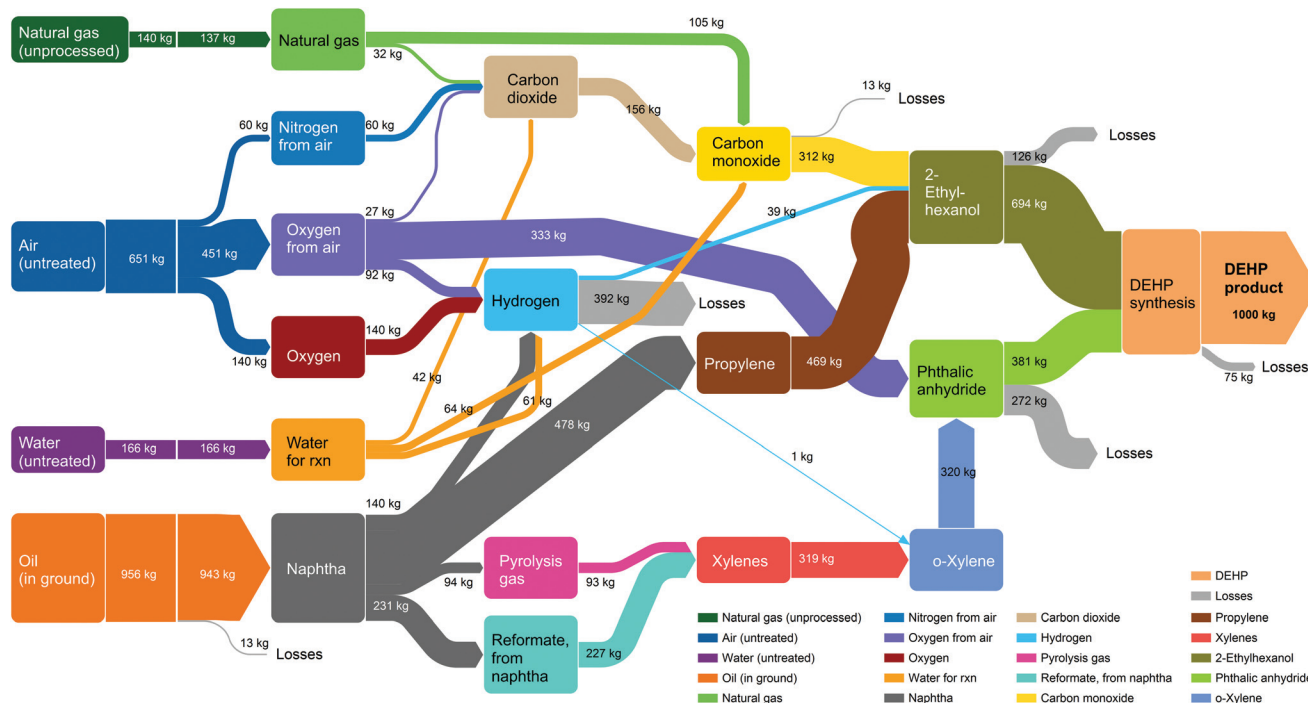 105 kg
Natural gas
(unprocessed)
140 kg
137 kg
Natural gas
32 kg
Carbon
dioxide
156 kg
13 kg
Losses
60 kg
Nitrogen
from air
60 kg
Carbon
monoxide
312 kg
2-
Ethyl-
hexanol
126 kg
Losses
694 kg
27 kg
39 kg
Air
(untreated)
651 kg
451 kg
Oxygen
from air
333 kg
92 kg
Hydrogen
392 kg
Losses
DEHP
synthesis
DEHP
product
1000 kg
140 kg
Oxygen
140 kg
Propylene
469 kg
Phthalic
anhydride
381 kg
75 kg
Losses
42 kg
64 kg
61 kg
272 kg
478 kg
Water
(untreated)
166 kg
166 kg
Water
for rxn
Losses
1 kg
320 kg
140 kg
Oil
(in ground)
956 kg
943 kg
Naphtha
Pyrolysis
gas
94 kg
93 kg
Xylenes
319 kg
o-Xylene
231 kg
13 kg
Losses
Reformate,
from
naphtha
227 kg
DEHP
Losses
Natural gas (unprocessed)
Nitrogen from air
Carbon dioxide
Propylene
Air (untreated)
Oxygen from air
Hydrogen
Xylenes
Water (untreated)
Oxygen
Pyrolysis gas
2-Ethylhexanol
Oil (in ground)
Water for rxn
Reformate, from naphtha
Phthalic anhydride
Natural gas
Naphtha
Carbon monoxide
o-Xylene